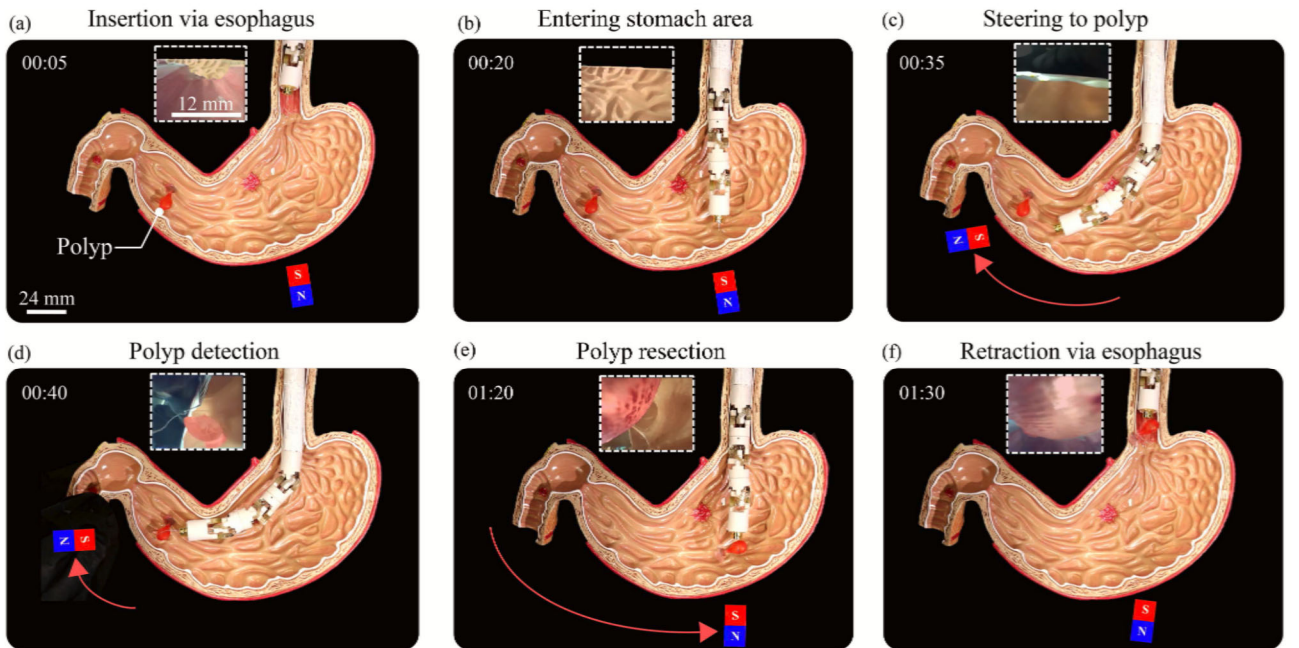 (a) Insertion via esophagus
00:05
12 mm
Polyp
24 mm
S
N
(b) Entering stomach area
00:20
S
N
(c) Steering to polyp
00:35
N S
(d) Polyp detection
00:40
N S
(e) Polyp resection
01:20
S
N
(f) Retraction via esophagus
01:30
S
N